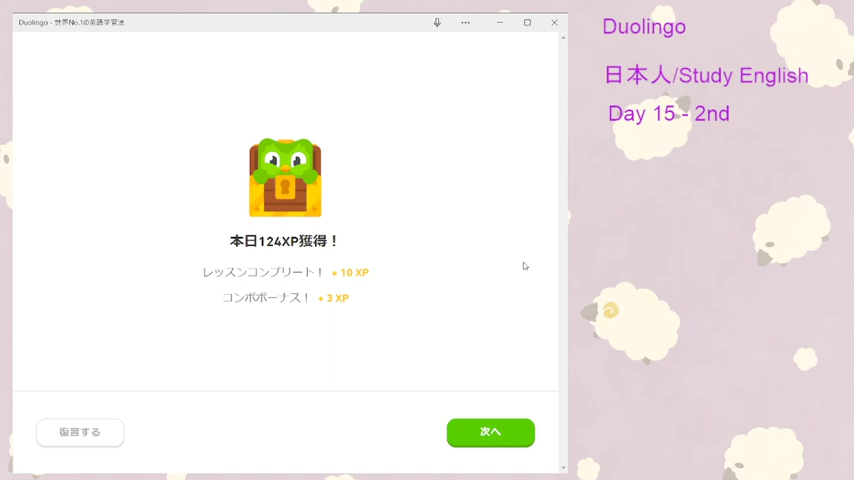 Duolingo - 世界No.1の英語学習法
Duolingo
日本人/Study English
Day 15 - 2nd
本日124XP獲得！
レッスンコンプリート！ + 10 XP
コンボボーナス！ + 3 XP
復習する
次へ